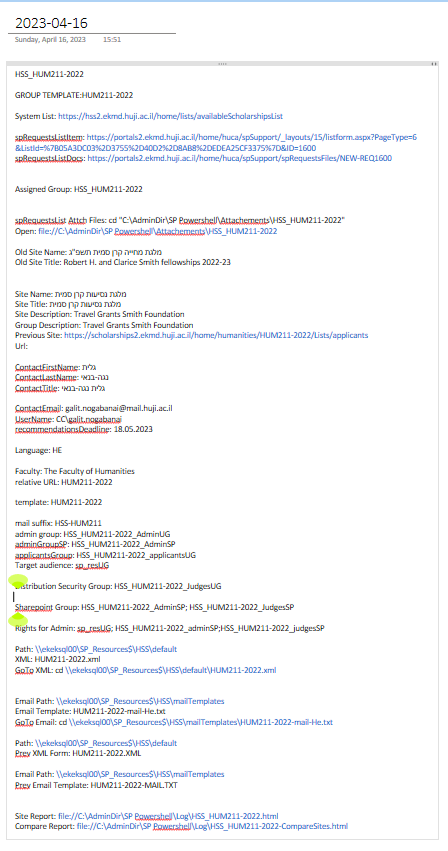 2023-04-16
Sunday, April 16, 2023 15:51
HSS_HUM211-2022
GROUP TEMPLATE:HUM211-2022
System List: https://hss2.ekmd.huji.ac.il/home/lists/availableScholarshipsList
spRequestsListItem: https://portals2.ekmd.huji.ac.il/home/huca/spSupport/_layouts/15/listform.aspx?PageType=6
&ListId=%7B05A3DC03%2D3755%2D40D2%2D8AB8%2DEDEA25CF3375%7D&ID=1600
spRequestsListDocs: https://portals2.ekmd.huji.ac.il/home/huca/spSupport/spRequestsFiles/NEW-REQ1600
Assigned Group: HSS_HUM211-2022
spRequestsList Attch Files: cd "C:\AdminDir\SP Powershell\Attachements\HSS_HUM211-2022"
Open: file://C:\AdminDir\SP Powershell\Attachements\HSS_HUM211-2022
Old Site Name: מלגת מחייה קרן סמית תשפ"ג
Old Site Title: Robert H. and Clarice Smith fellowships 2022-23
Site Name: מלגת נסיעות קרן סמית
Site Title: מלגת נסיעות קרן סמית
Site Description: Travel Grants Smith Foundation
Group Description: Travel Grants Smith Foundation
Previous Site: https://scholarships2.ekmd.huji.ac.il/home/humanities/HUM211-2022/Lists/applicants
Url:
ContactFirstName: גלית
ContactLastName: נגה-בנאי
ContactTitle: גלית נגה-בנאי
ContactEmail: galit.nogabanai@mail.huji.ac.il
UserName: CC\galit.nogabanai
recommendationsDeadline: 18.05.2023
Language: HE
Faculty: The Faculty of Humanities
relative URL: HUM211-2022
template: HUM211-2022
mail suffix: HSS-HUM211
admin group: HSS_HUM211-2022_AdminUG
adminGroupSP: HSS_HUM211-2022_AdminSP
applicantsGroup: HSS_HUM211-2022_applicantsUG
Target audience: sp_resUG
Distribution Security Group: HSS_HUM211-2022_JudgesUG
Sharepoint Group: HSS_HUM211-2022_AdminSP; HSS_HUM211-2022_JudgesSP
Rights for Admin: sp_resUG; HSS_HUM211-2022_adminSP;HSS_HUM211-2022_judgesSP
Path: \\ekeksql00\SP_Resources$\HSS\default
XML: HUM211-2022.xml
GoTo XML: cd \\ekeksql00\SP_Resources$\HSS\default\HUM211-2022.xml
Email Path: \\ekeksql00\SP_Resources$\HSS\mailTemplates
Email Template: HUM211-2022-mail-He.txt
GoTo Email: cd \\ekeksql00\SP_Resources$\HSS\mailTemplates\HUM211-2022-mail-He.txt
Path: \\ekeksql00\SP_Resources$\HSS\default
Prev XML Form: HUM211-2022.XML
Email Path: \\ekeksql00\SP_Resources$\HSS\mailTemplates
Prev Email Template: HUM211-2022-MAIL.TXT
Site Report: file://C:\AdminDir\SP Powershell\Log\HSS_HUM211-2022.html
Compare Report: file://C:\AdminDir\SP Powershell\Log\HSS_HUM211-2022-CompareSites.html